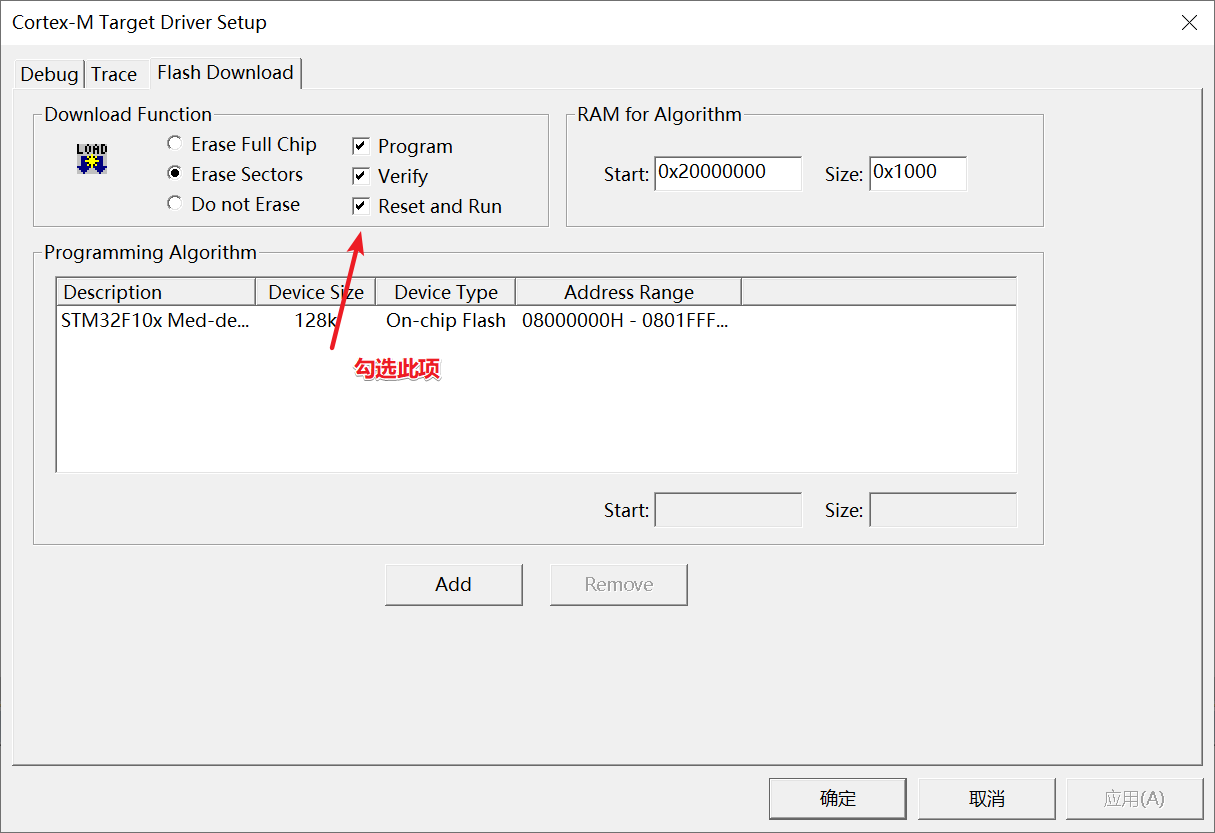 Cortex-M Target Driver Setup
Debug Trace Flash Download
Download Function
LOAD
Erase Full Chip
Erase Sectors
Do not Erase
Program
Verify
Reset and Run
RAM for Algorithm
Start: 0x20000000 Size: 0x1000
Programming Algorithm
Description Device Size Device Type Address Range
STM32F10x Med-de... 128k On-chip Flash 08000000H - 0801FFF...
勾选此项
Start: Size:
Add Remove
确定 取消 应用(A)